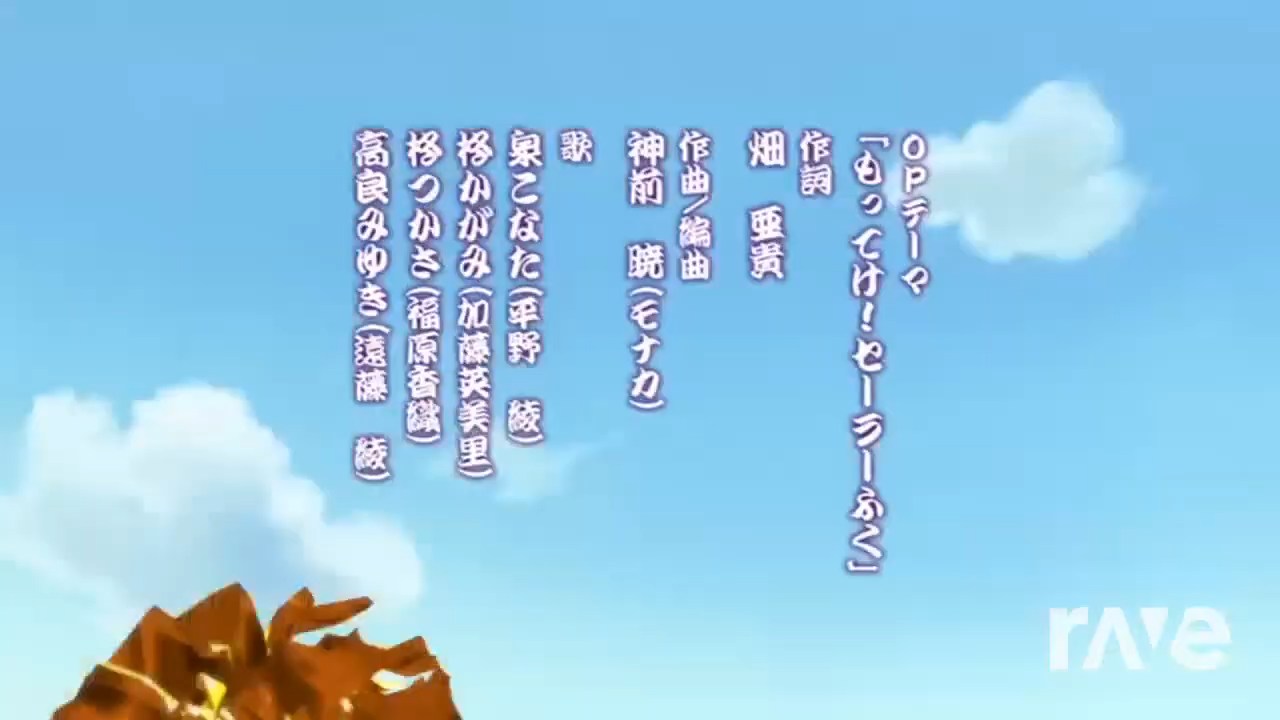 OPテーマ
「もってけ!セーラーふく」
作詞
畑 亜貴
作曲/編曲
神前 暁(モナカ)
歌
泉こなた(平野 綾)
柊かがみ(加藤英美里)
柊つかさ(福原香織)
高良みゆき(遠藤 綾)
rave